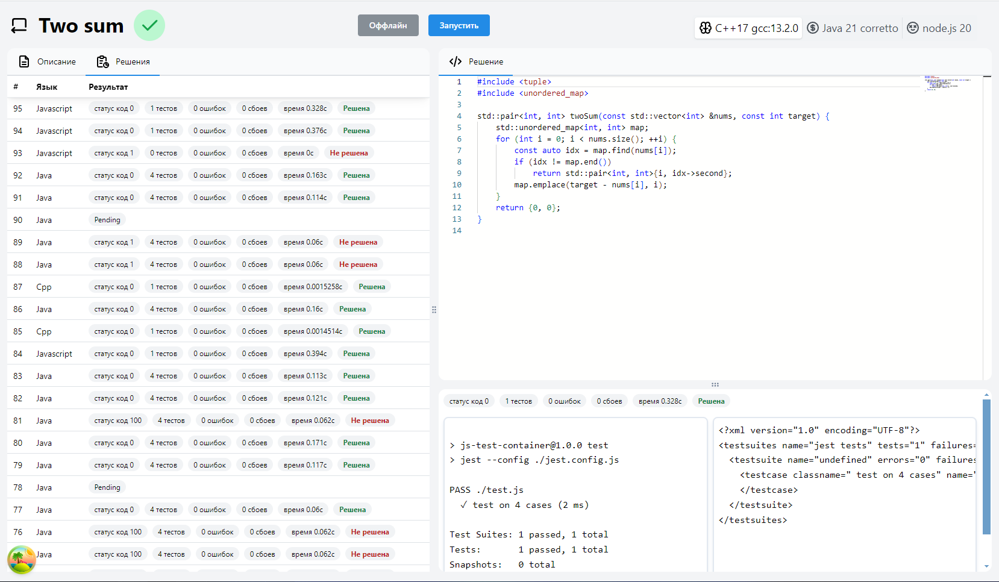 Two sum
Оффлайн Запустить
C++17 gcc:13.2.0 Java 21 corretto node.js 20
Описание Решения
# Язык Результат
95 Javascript статус код 0 1 тестов 0 ошибок 0 сбоев время 0.328с Решена
94 Javascript статус код 0 1 тестов 0 ошибок 0 сбоев время 0.376с Решена
93 Javascript статус код 1 0 тестов 0 ошибок 0 сбоев время 0с Не решена
92 Java статус код 0 4 тестов 0 ошибок 0 сбоев время 0.163с Решена
91 Java статус код 0 4 тестов 0 ошибок 0 сбоев время 0.114с Решена
90 Java Pending
89 Java статус код 1 4 тестов 0 ошибок 0 сбоев время 0.06с Не решена
88 Java статус код 1 4 тестов 0 ошибок 0 сбоев время 0.06с Не решена
87 Cpp статус код 0 1 тестов 0 ошибок 0 сбоев время 0.0015258с Решена
86 Java статус код 0 4 тестов 0 ошибок 0 сбоев время 0.16с Решена
85 Cpp статус код 0 1 тестов 0 ошибок 0 сбоев время 0.0014514с Решена
84 Javascript статус код 0 1 тестов 0 ошибок 0 сбоев время 0.394с Решена
83 Java статус код 0 4 тестов 0 ошибок 0 сбоев время 0.113с Решена
82 Java статус код 0 4 тестов 0 ошибок 0 сбоев время 0.121с Решена
81 Java статус код 100 4 тестов 0 ошибок 0 сбоев время 0.062с Не решена
80 Java статус код 0 4 тестов 0 ошибок 0 сбоев время 0.171с Решена
79 Java статус код 0 4 тестов 0 ошибок 0 сбоев время 0.117с Решена
78 Java Pending
77 Java статус код 0 4 тестов 0 ошибок 0 сбоев время 0.06с Решена
76 Java статус код 100 4 тестов 0 ошибок 0 сбоев время 0.062с Не решена
Java статус код 100 4 тестов 0 ошибок 0 сбоев время 0.062с Не решена
Решение
1 #include <tuple>
2 #include <unordered_map>
3
4 std::pair<int, int> twoSum(const std::vector<int> &nums, const int target) {
5     std::unordered_map<int, int> map;
6     for (int i = 0; i < nums.size(); ++i) {
7         const auto idx = map.find(nums[i]);
8         if (idx != map.end())
9             return std::pair<int, int>{i, idx->second};
10         map.emplace(target - nums[i], i);
11     }
12     return {0, 0};
13 }
14
статус код 0 1 тестов 0 ошибок 0 сбоев время 0.328с Решена
> js-test-container@1.0.0 test
> jest --config ./jest.config.js
PASS ./test.js
✓ test on 4 cases (2 ms)
Test Suites: 1 passed, 1 total
Tests:       1 passed, 1 total
Snapshots:   0 total
<?xml version="1.0" encoding="UTF-8"?>
<testsuites name="jest tests" tests="1" failures=
<testsuite name="undefined" errors="0" failures
<testcase classname=" test on 4 cases" name="
</testcase>
</testsuite>
</testsuites>